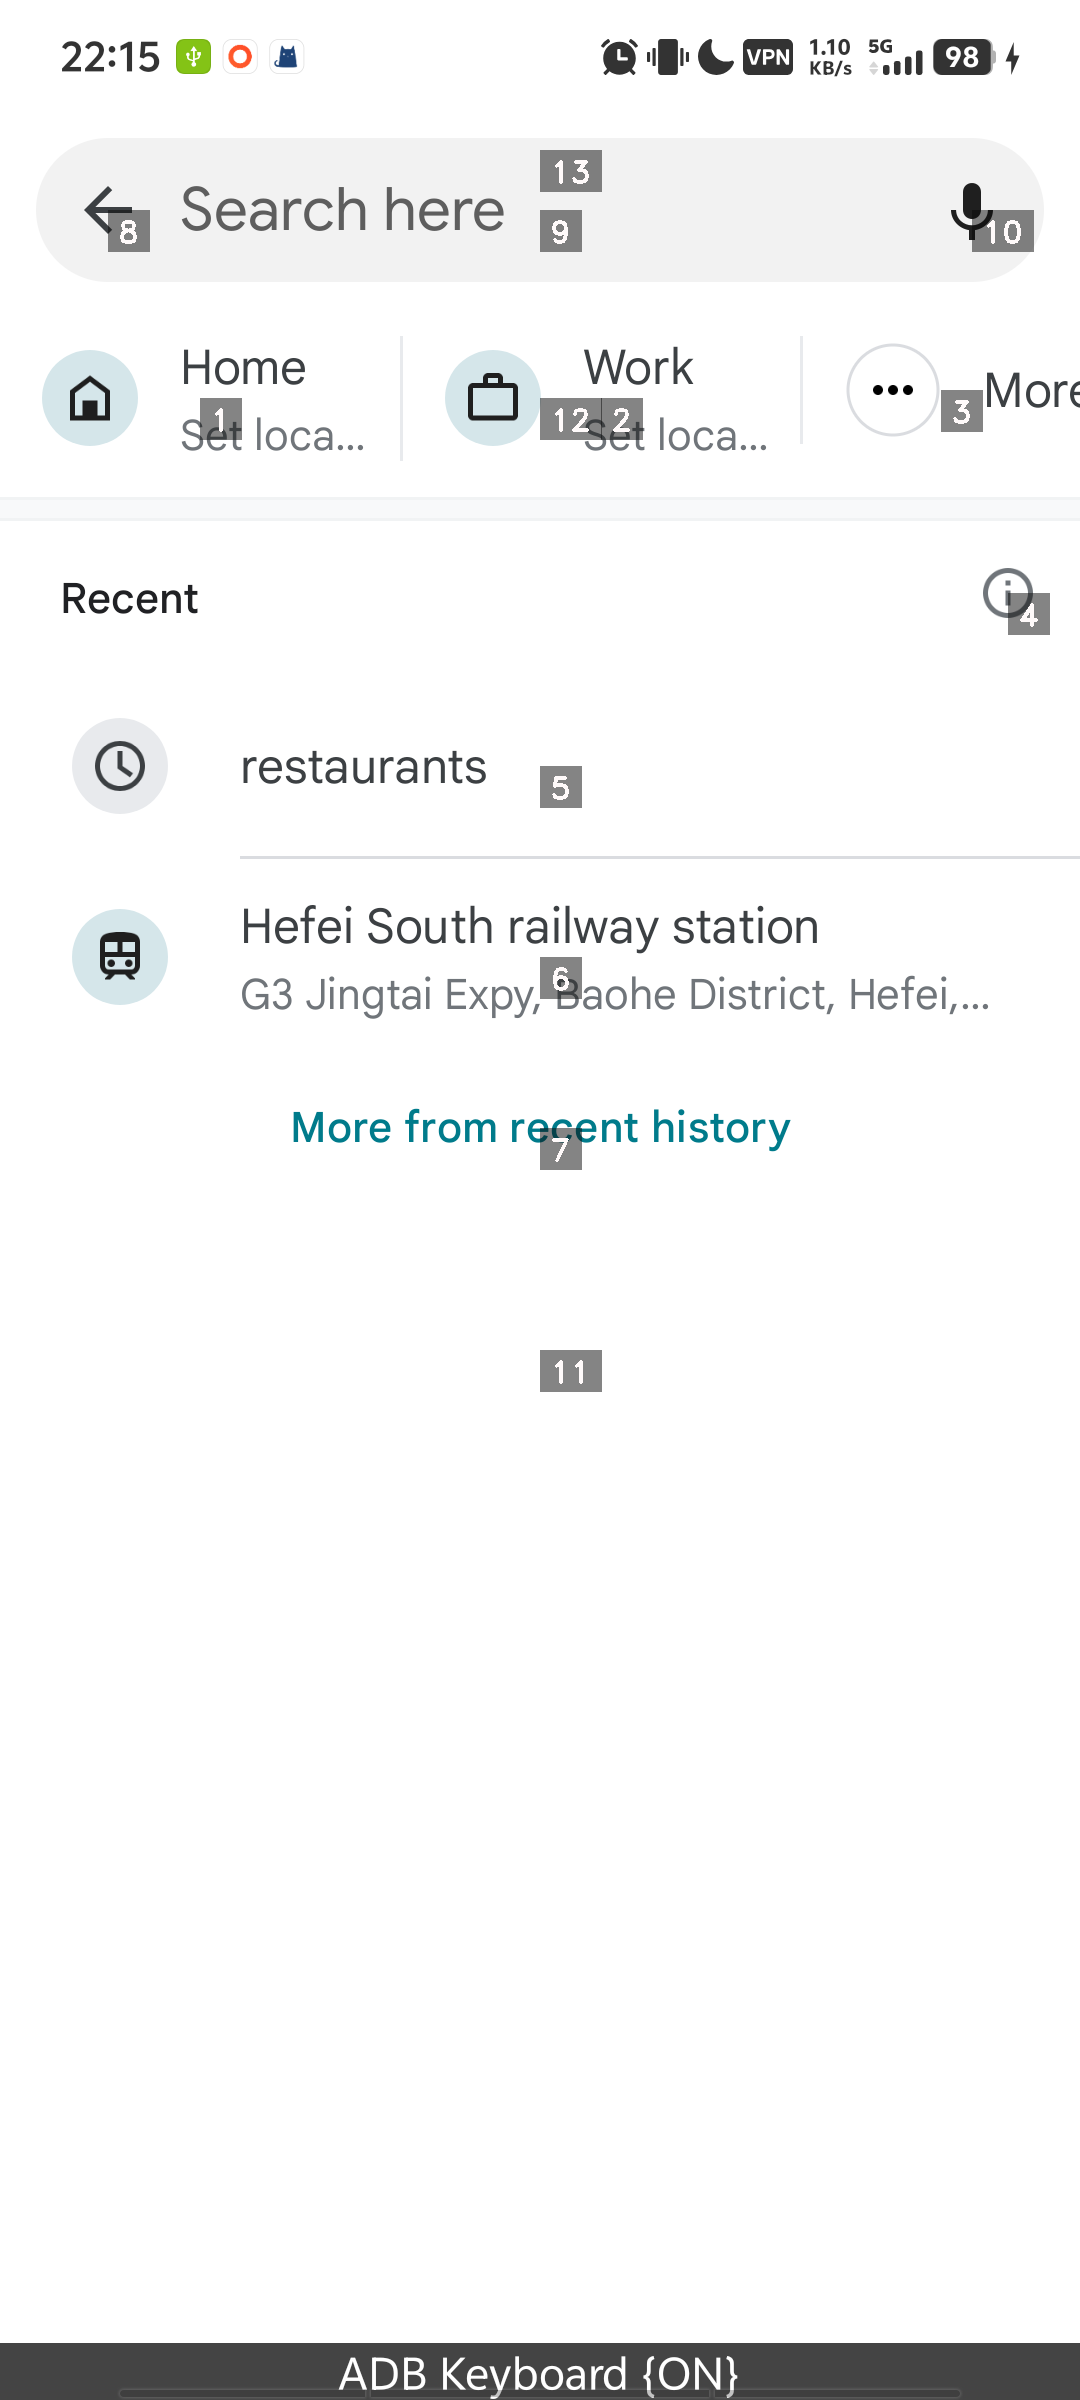 22:15
VPN
1.10 KB/s
5G
98
Search here
13
8
9
10
Home
Set loca...
1
Work
Set loca...
12
2
More
3
Recent
4
restaurants
5
Hefei South railway station
G3 Jingtai Expy, Baohe District, Hefei,...
6
More from recent history
7
11
ADB Keyboard {ON}